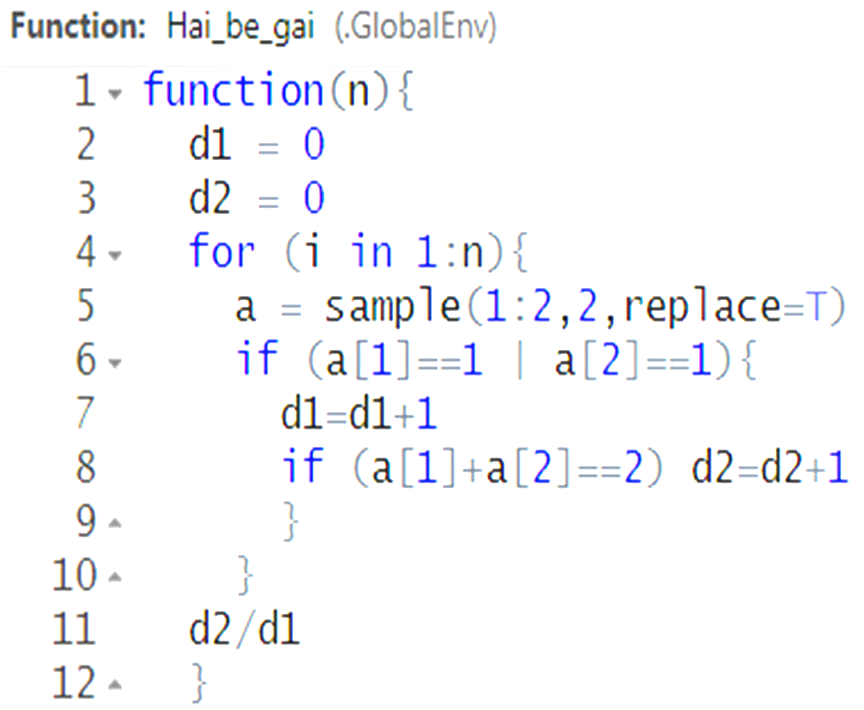 Function: Hai_be_gai (.GlobalEnv)
1 function(n){
2 d1 = 0
3 d2 = 0
4 for (i in 1:n){
5 a = sample(1:2,2,replace=T)
6 if (a[1]==1 | a[2]==1){
7 d1=d1+1
8 if (a[1]+a[2]==2) d2=d2+1
9 }
10 }
11 d2/d1
12 }